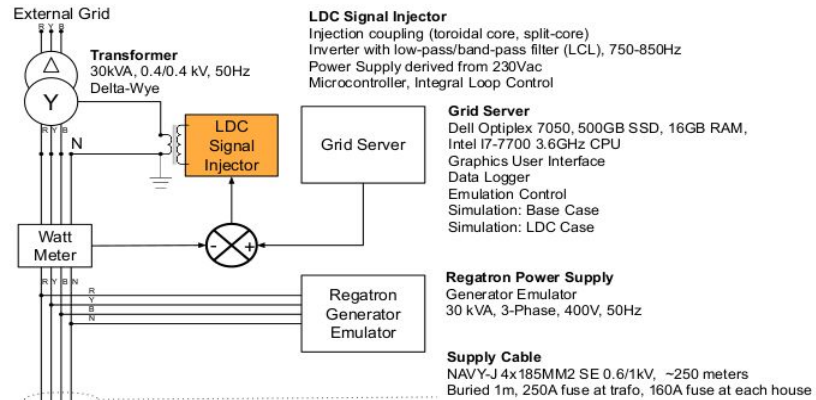 External Grid
R Y B
Transformer
30kVA, 0.4/0.4 kV, 50Hz
Delta-Wye
Δ
Y
R Y B
N
LDC
Signal
Injector
Grid Server
Watt
Meter
-
+
R Y B N
R
Y
B
N
Regatron
Generator
Emulator
LDC Signal Injector
Injection coupling (toroidal core, split-core)
Inverter with low-pass/band-pass filter (LCL), 750-850Hz
Power Supply derived from 230Vac
Microcontroller, Integral Loop Control
Grid Server
Dell Optiplex 7050, 500GB SSD, 16GB RAM,
Intel I7-7700 3.6GHz CPU
Graphics User Interface
Data Logger
Emulation Control
Simulation: Base Case
Simulation: LDC Case
Regatron Power Supply
Generator Emulator
30 kVA, 3-Phase, 400V, 50Hz
Supply Cable
NAVY-J 4x185MM2 SE 0.6/1kV, ~250 meters
Buried 1m, 250A fuse at trafo, 160A fuse at each house